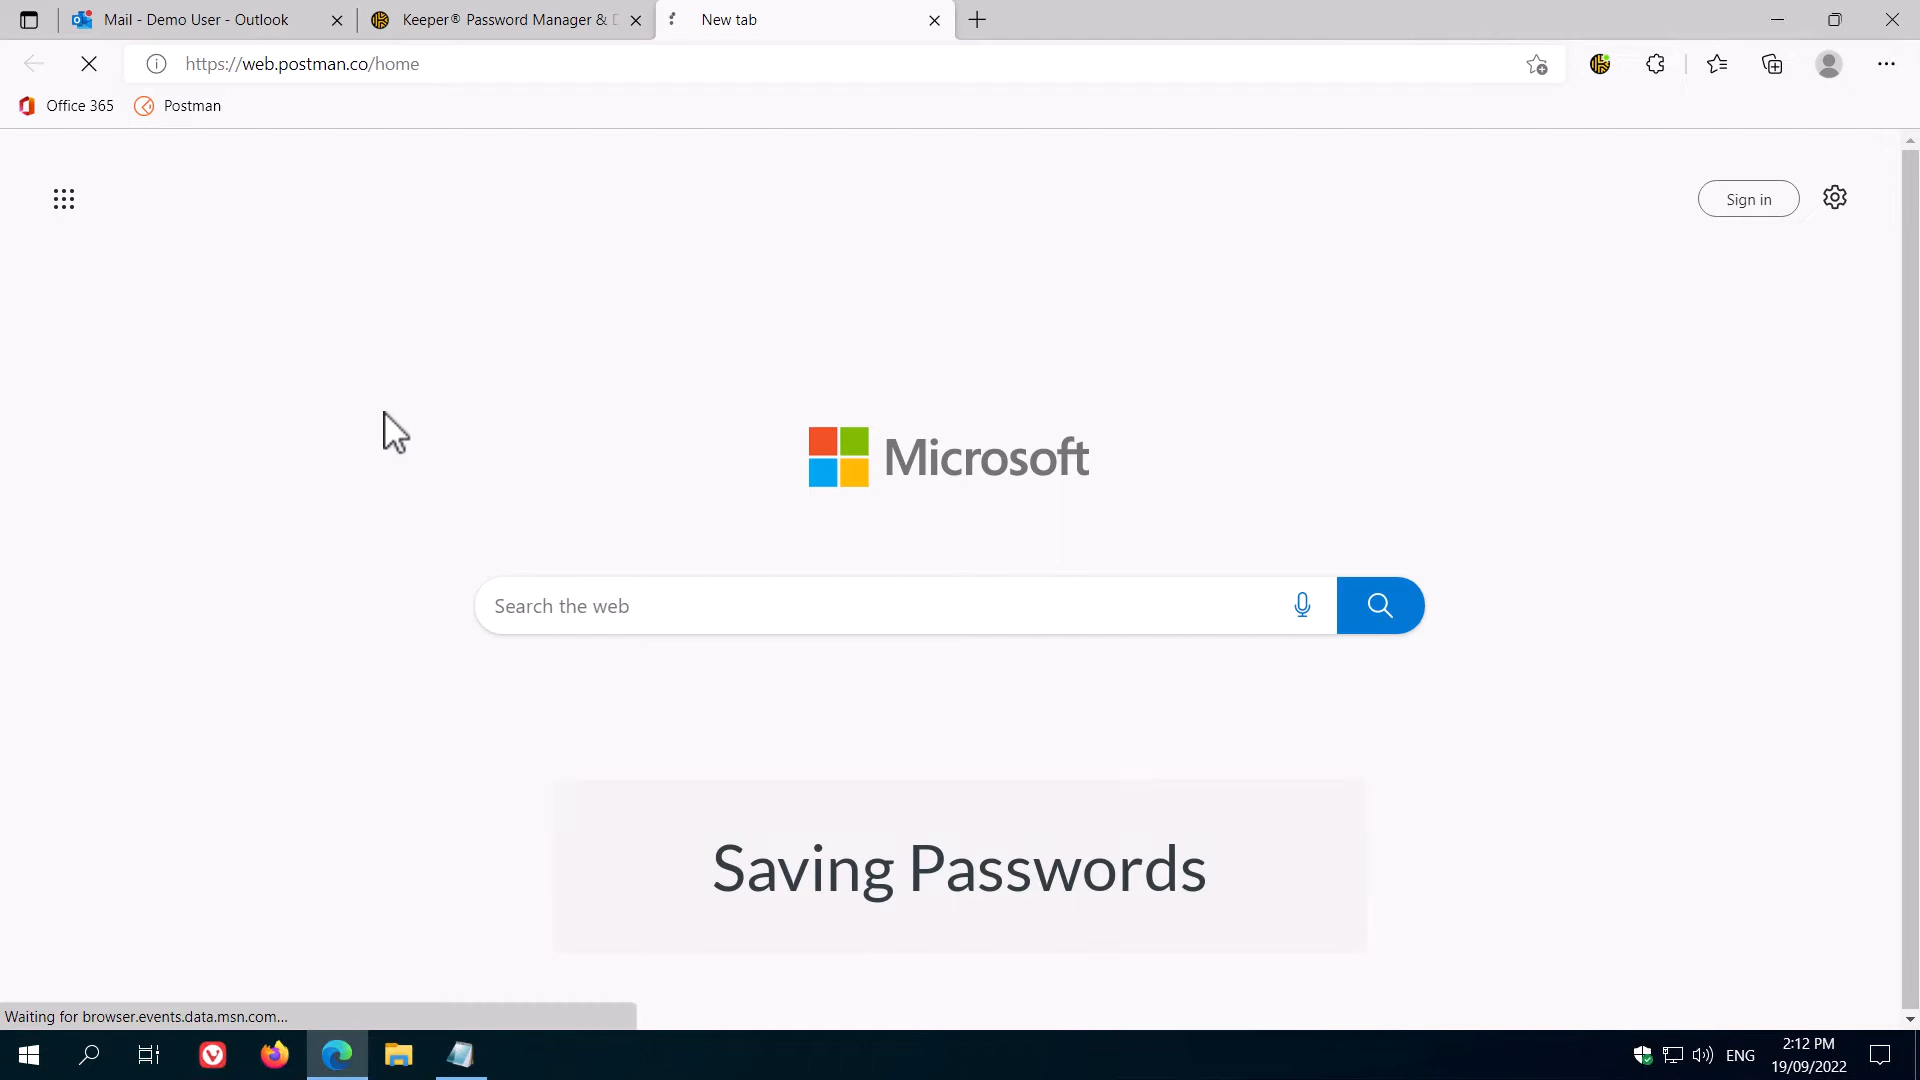 Mail - Demo User - Outlook
Keeper® Password Manager &
New tab
https://web.postman.co/home
Office 365
Postman
Sign in
Microsoft
Search the web
Saving Passwords
Waiting for browser.events.data.msn.com...
ENG
2:12 PM
19/09/2022